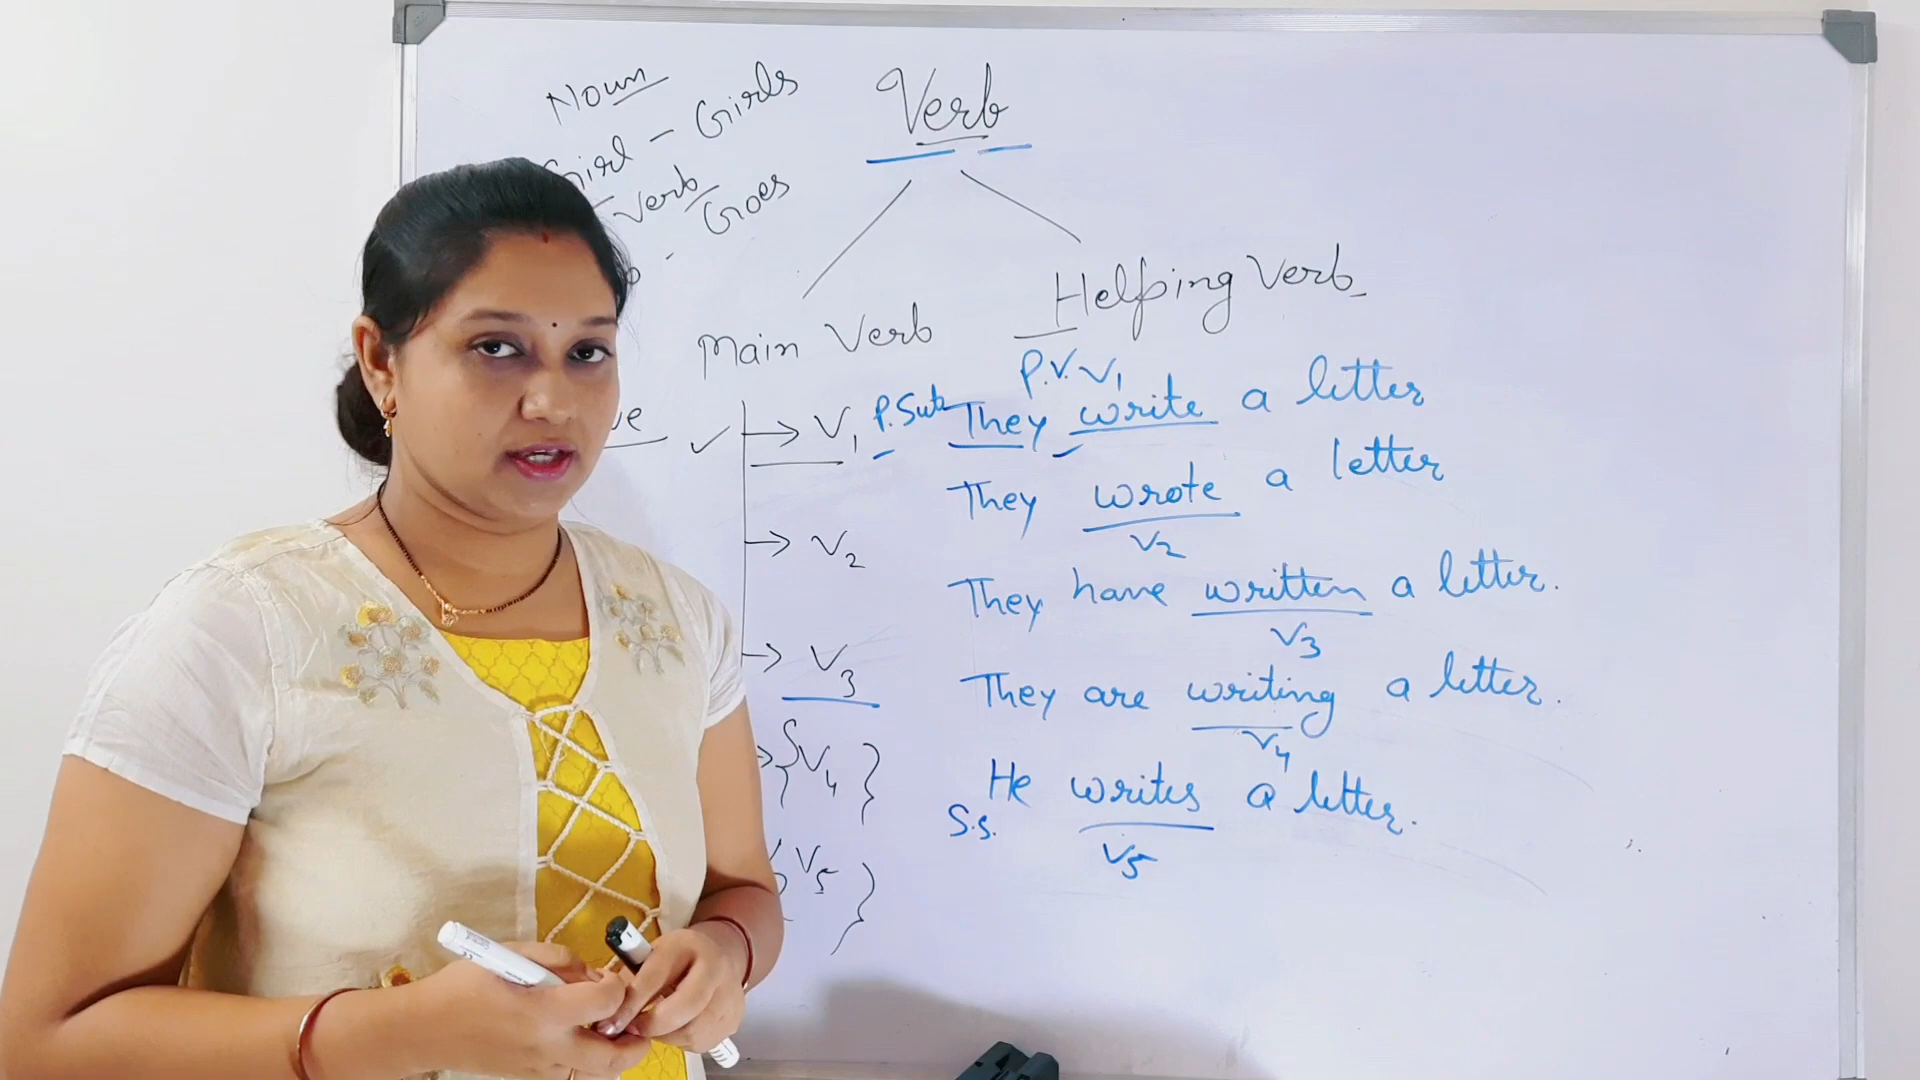 Noun
Girl - Girls
Verb
- Goes
Verb
Main Verb
Helping Verb
V1
P. Sub
P.V. V1
They write a letter
V2
They wrote a letter
V2
V3
They have written a letter.
V3
V4
They are writing a letter.
V4
V5
S.S.
He writes a letter.
V5